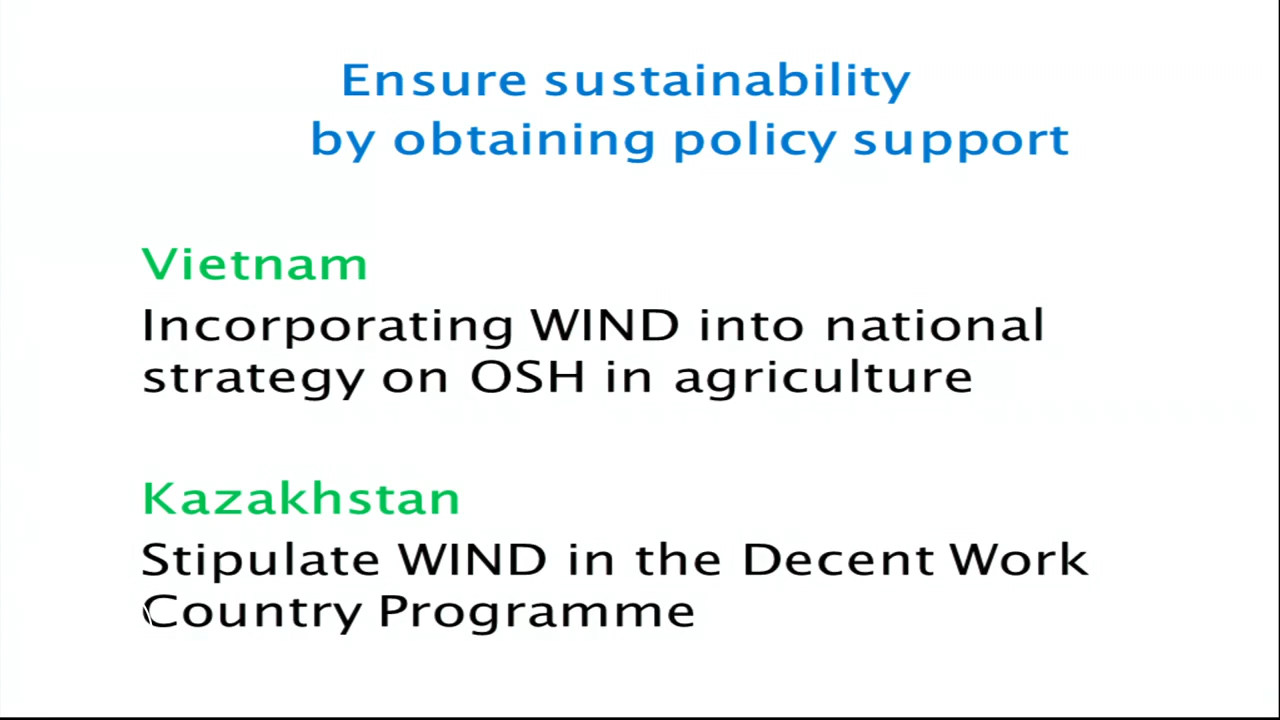 Ensure sustainability
by obtaining policy support
Vietnam
Incorporating WIND into national
strategy on OSH in agriculture
Kazakhstan
Stipulate WIND in the Decent Work
Country Programme